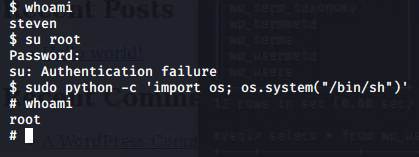 $ whoami
steven
$ su root
Password:
su: Authentication failure
$ sudo python -c 'import os; os.system("/bin/sh")'
# whoami
root
#